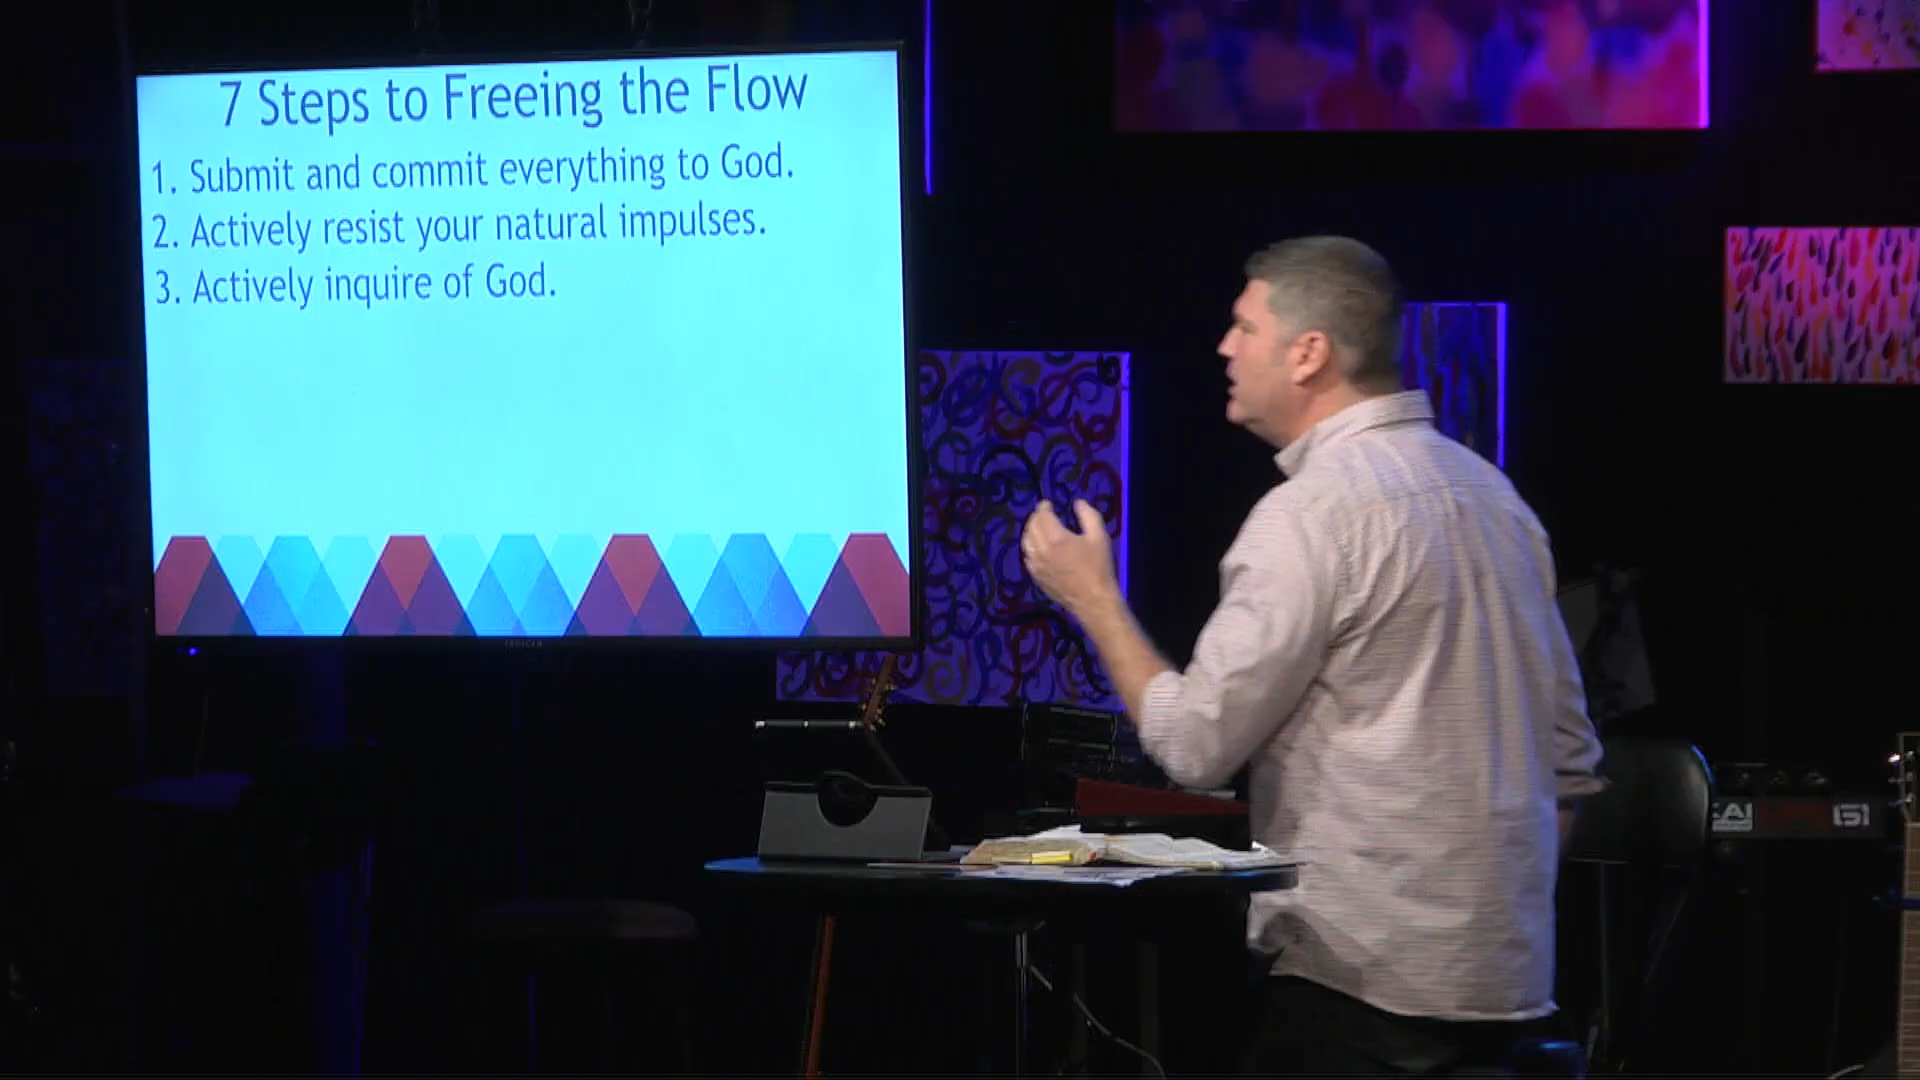 7 Steps to Freeing the Flow
1. Submit and commit everything to God.
2. Actively resist your natural impulses.
3. Actively inquire of God.